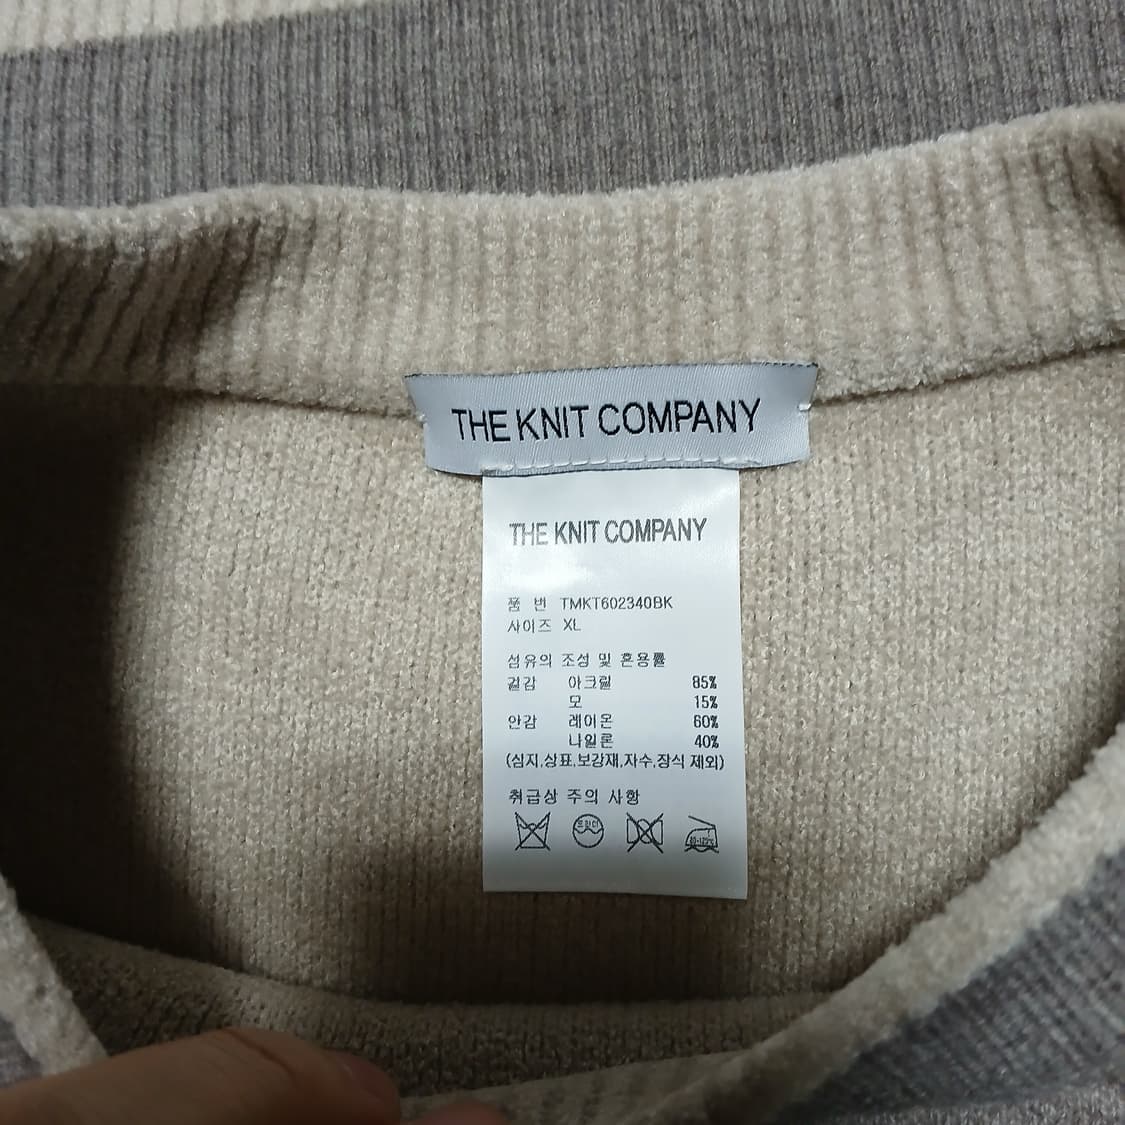 THE KNIT COMPANY
THE KNIT COMPANY
품 번 TMKT602340BK
사이즈 XL
섬유의 조성 및 혼용률
겉감 아크릴 85%
모 15%
안감 레이온 60%
나일론 40%
(심지,상표,보강재,자수,장식 제외)
취급상 주의 사항